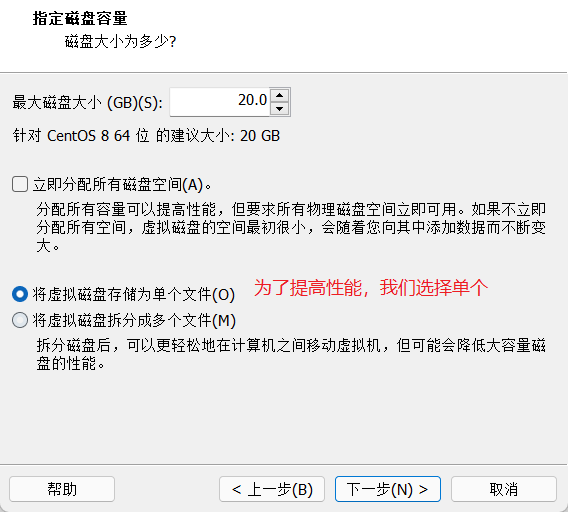 指定磁盘容量
磁盘大小为多少?
最大磁盘大小 (GB)(S): 20.0
针对 CentOS 8 64 位 的建议大小: 20 GB
立即分配所有磁盘空间(A)。
分配所有容量可以提高性能，但要求所有物理磁盘空间立即可用。如果不立即
分配所有空间，虚拟磁盘的空间最初很小，会随着您向其中添加数据而不断变
大。
将虚拟磁盘存储为单个文件(O) 为了提高性能，我们选择单个
将虚拟磁盘拆分成多个文件(M)
拆分磁盘后，可以更轻松地在计算机之间移动虚拟机，但可能会降低大容量磁
盘的性能。
帮助 < 上一步(B) 下一步(N) > 取消